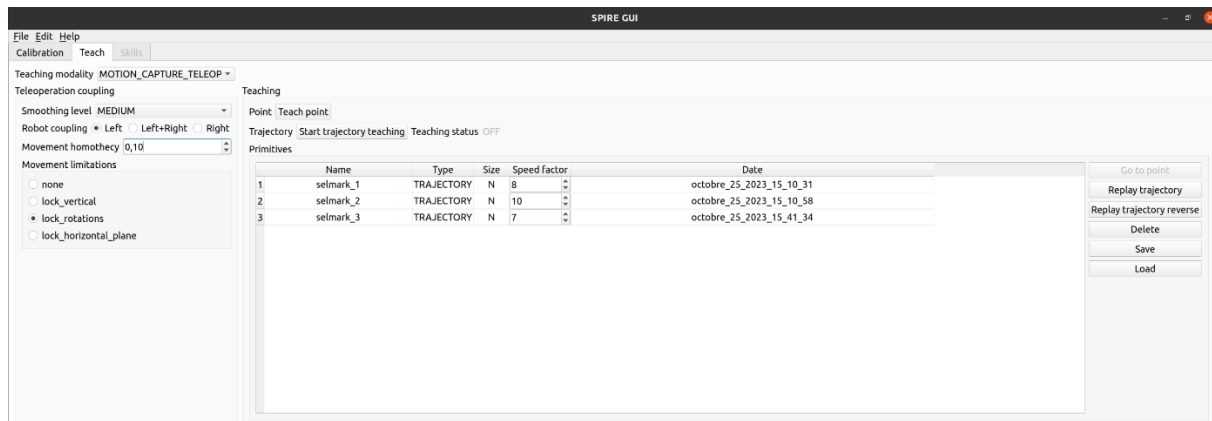 SPIRE GUI
File Edit Help
Calibration Teach Skills
Teaching modality MOTION_CAPTURE_TELEOP
Teleoperation coupling
Smoothing level MEDIUM
Robot coupling Left Left+Right Right
Movement homothecy 0,10
Movement limitations
none
lock_vertical
lock_rotations
lock_horizontal_plane
Teaching
Point Teach point
Trajectory Start trajectory teaching Teaching status OFF
Primitives
Name Type Size Speed factor Date
1 selmark_1 TRAJECTORY N 8 octobre_25_2023_15_10_31
2 selmark_2 TRAJECTORY N 10 octobre_25_2023_15_10_58
3 selmark_3 TRAJECTORY N 7 octobre_25_2023_15_41_34
Go to point
Replay trajectory
Replay trajectory reverse
Delete
Save
Load